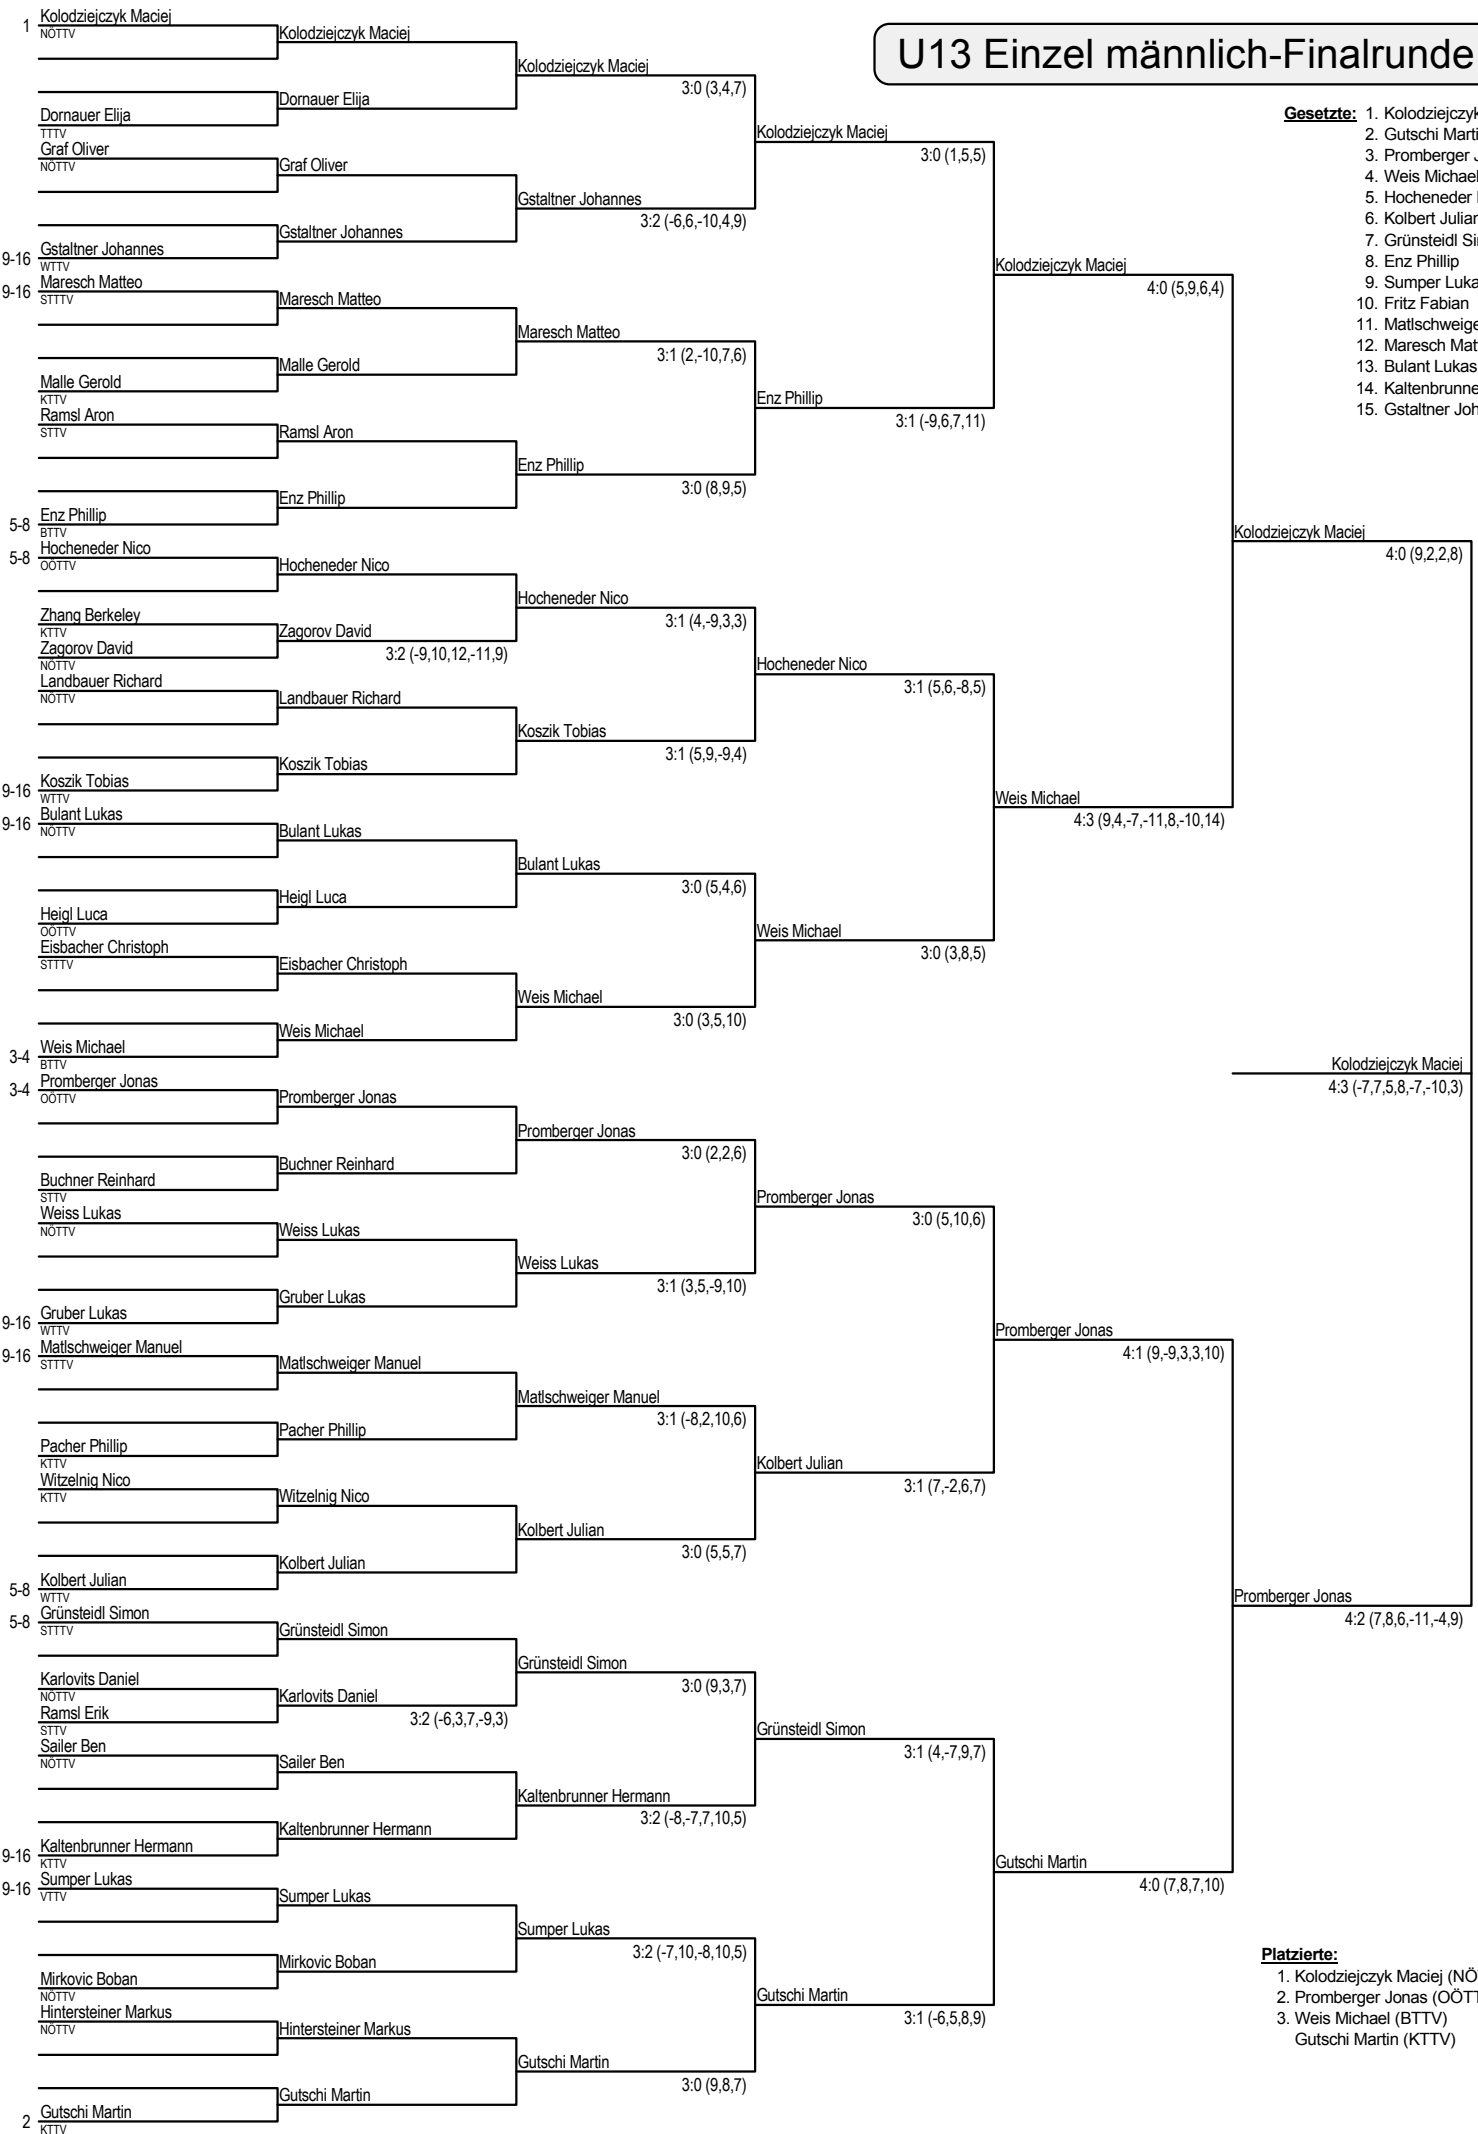 U13 Einzel männlich-Finalrunde
Gesetzte: 1. Kolodziejczyk
2. Gutschi Marti
3. Promberger J
4. Weis Michael
5. Hocheneder
6. Kolbert Julian
7. Grünsteidl Si
8. Enz Phillip
9. Sumper Luka
10. Fritz Fabian
11. Matlschweige
12. Maresch Mat
13. Bulant Lukas
14. Kaltenbrunne
15. Gstaltner Joh
1 Kolodziejczyk Maciej
NÖTTV
Dornauer Elija
TTTV
Graf Oliver
NÖTTV
9-16 Gstaltner Johannes
WTTV
9-16 Maresch Matteo
STTTV
Malle Gerold
KTTV
Ramsl Aron
STTV
5-8 Enz Phillip
BTTV
5-8 Hocheneder Nico
OÖTTV
Zhang Berkeley
KTTV
Zagorov David
NÖTTV
Landbauer Richard
NÖTTV
9-16 Koszik Tobias
WTTV
9-16 Bulant Lukas
NÖTTV
Heigl Luca
OÖTTV
Eisbacher Christoph
STTTV
3-4 Weis Michael
BTTV
3-4 Promberger Jonas
OÖTTV
Buchner Reinhard
STTV
Weiss Lukas
NÖTTV
9-16 Gruber Lukas
WTTV
9-16 Matlschweiger Manuel
STTTV
Pacher Phillip
KTTV
Witzelnig Nico
KTTV
5-8 Kolbert Julian
WTTV
5-8 Grünsteidl Simon
STTTV
Karlovits Daniel
NÖTTV
Ramsl Erik
STTV
Sailer Ben
NÖTTV
9-16 Kaltenbrunner Hermann
KTTV
9-16 Sumper Lukas
VTTV
Mirkovic Boban
NÖTTV
Hintersteiner Markus
NÖTTV
2 Gutschi Martin
KTTV
Kolodziejczyk Maciej
Dornauer Elija
Graf Oliver
Gstaltner Johannes
Maresch Matteo
Malle Gerold
Ramsl Aron
Enz Phillip
Hocheneder Nico
Zagorov David
3:2 (-9,10,12,-11,9)
Landbauer Richard
Koszik Tobias
Bulant Lukas
Heigl Luca
Eisbacher Christoph
Weis Michael
Promberger Jonas
Buchner Reinhard
Weiss Lukas
Gruber Lukas
Matlschweiger Manuel
Pacher Phillip
Witzelnig Nico
Kolbert Julian
Grünsteidl Simon
Karlovits Daniel
3:2 (-6,3,7,-9,3)
Sailer Ben
Kaltenbrunner Hermann
Sumper Lukas
Mirkovic Boban
Hintersteiner Markus
Gutschi Martin
Kolodziejczyk Maciej
3:0 (3,4,7)
Gstaltner Johannes
3:2 (-6,6,-10,4,9)
Maresch Matteo
3:1 (2,-10,7,6)
Enz Phillip
3:0 (8,9,5)
Hocheneder Nico
3:1 (4,-9,3,3)
Koszik Tobias
3:1 (5,9,-9,4)
Bulant Lukas
3:0 (5,4,6)
Weis Michael
3:0 (3,5,10)
Promberger Jonas
3:0 (2,2,6)
Weiss Lukas
3:1 (3,5,-9,10)
Matlschweiger Manuel
3:1 (-8,2,10,6)
Kolbert Julian
3:0 (5,5,7)
Grünsteidl Simon
3:0 (9,3,7)
Kaltenbrunner Hermann
3:2 (-8,-7,7,10,5)
Sumper Lukas
3:2 (-7,10,-8,10,5)
Gutschi Martin
3:0 (9,8,7)
Kolodziejczyk Maciej
3:0 (1,5,5)
Enz Phillip
3:1 (-9,6,7,11)
Hocheneder Nico
3:1 (5,6,-8,5)
Weis Michael
3:0 (3,8,5)
Promberger Jonas
3:0 (5,10,6)
Kolbert Julian
3:1 (7,-2,6,7)
Grünsteidl Simon
3:1 (4,-7,9,7)
Gutschi Martin
3:1 (-6,5,8,9)
Kolodziejczyk Maciej
4:0 (5,9,6,4)
Weis Michael
4:3 (9,4,-7,-11,8,-10,14)
Promberger Jonas
4:1 (9,-9,3,3,10)
Gutschi Martin
4:0 (7,8,7,10)
Kolodziejczyk Maciej
4:0 (9,2,2,8)
Promberger Jonas
4:2 (7,8,6,-11,-4,9)
Kolodziejczyk Maciej
4:3 (-7,7,5,8,-7,-10,3)
Platzierte:
1. Kolodziejczyk Maciej (NÖ
2. Promberger Jonas (OÖTT
3. Weis Michael (BTTV)
Gutschi Martin (KTTV)